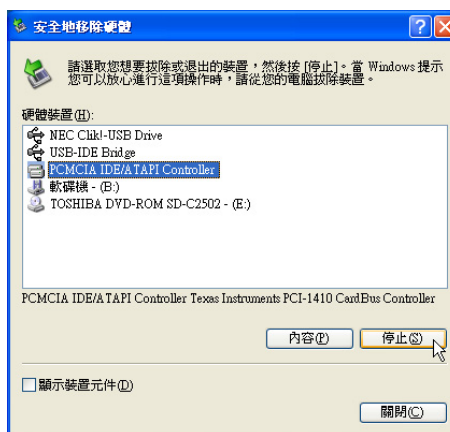 安全地移除硬體
請選取您想要拔除或退出的裝置，然後按 [停止]。當 Windows 提示
您可以放心進行這項操作時，請從您的電腦拔除裝置。
硬體裝置(H):
NEC Clik!-USB Drive
USB-IDE Bridge
PCMCIA IDE/ATAPI Controller
軟碟機 - (B:)
TOSHIBA DVD-ROM SD-C2502 - (E:)
PCMCIA IDE/ATAPI Controller Texas Instruments PCI-1410 CardBus Controller
內容(P)
停止(S)
顯示裝置元件(D)
關閉(C)